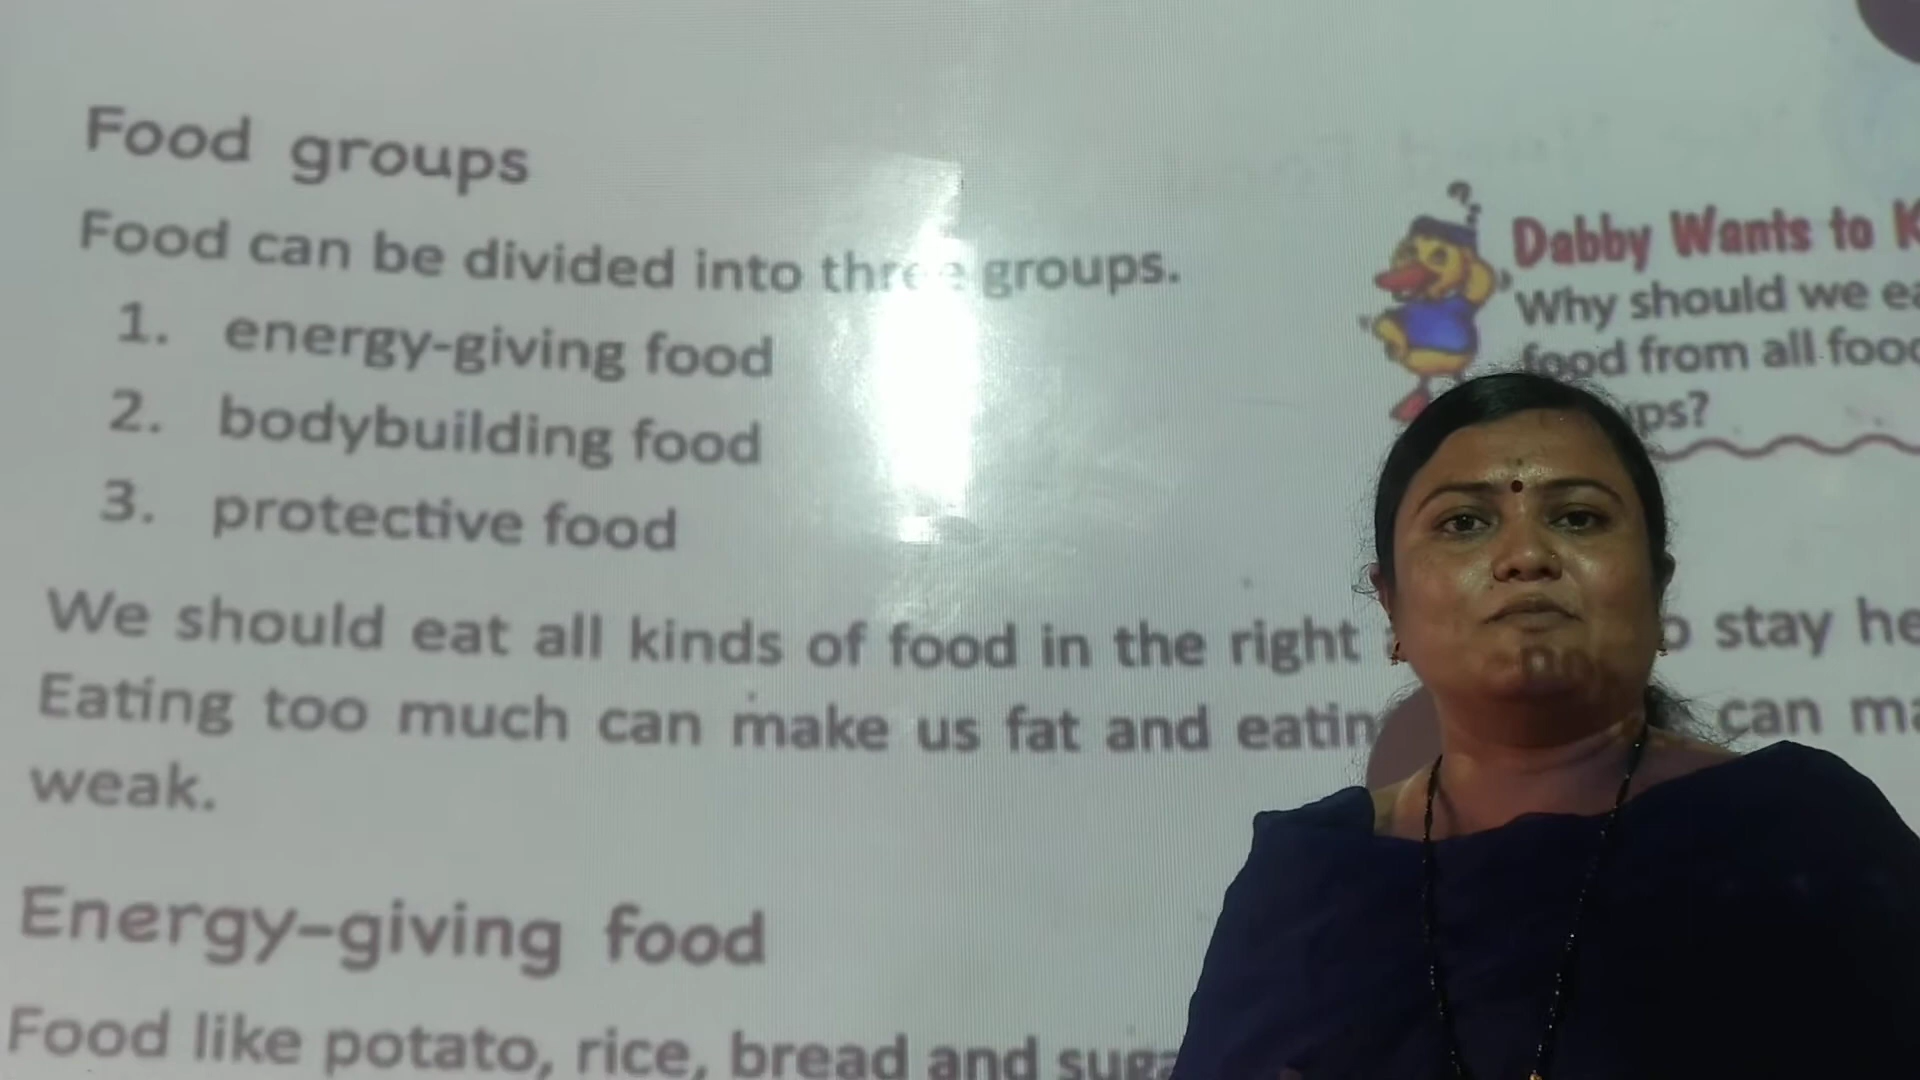 Food groups
Food can be divided into three groups.
1. energy-giving food
2. bodybuilding food
3. protective food
We should eat all kinds of food in the right stay
Eating too much can make us fat and can
weak.
Energy-giving food
Food like potato, rice, bread and
Dabby Wants to
Why should we
food from all